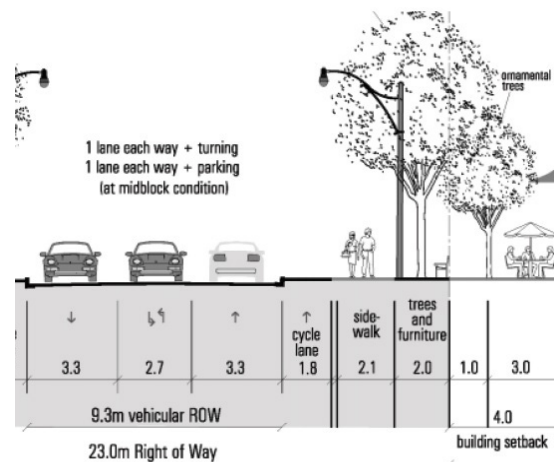 ornamental
trees
1 lane each way + turning
1 lane each way + parking
(at midblock condition)
cycle
lane
side-
walk
trees
and
furniture
3.3 2.7 3.3 1.8 2.1 2.0 1.0 3.0
9.3m vehicular ROW
4.0
23.0m Right of Way
building setback